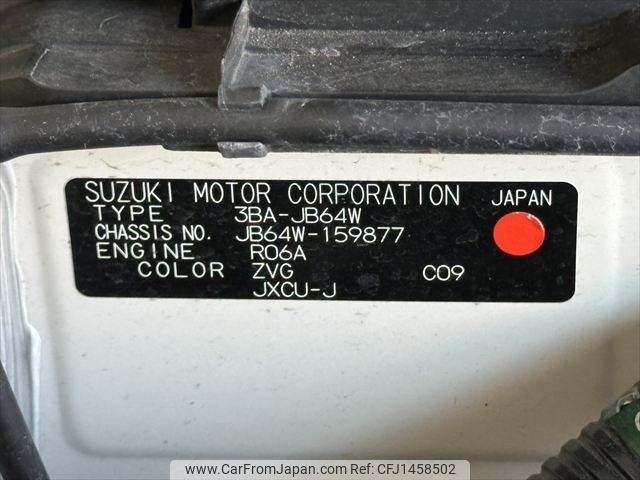 SUZUKI MOTOR CORPORATION JAPAN
TYPE 3BA-JB64W
CHASSIS NO. JB64W-159877
ENGINE R06A
COLOR ZVG C09
JXCU-J
www.CarFromJapan.com | Ref:CFJ1458502